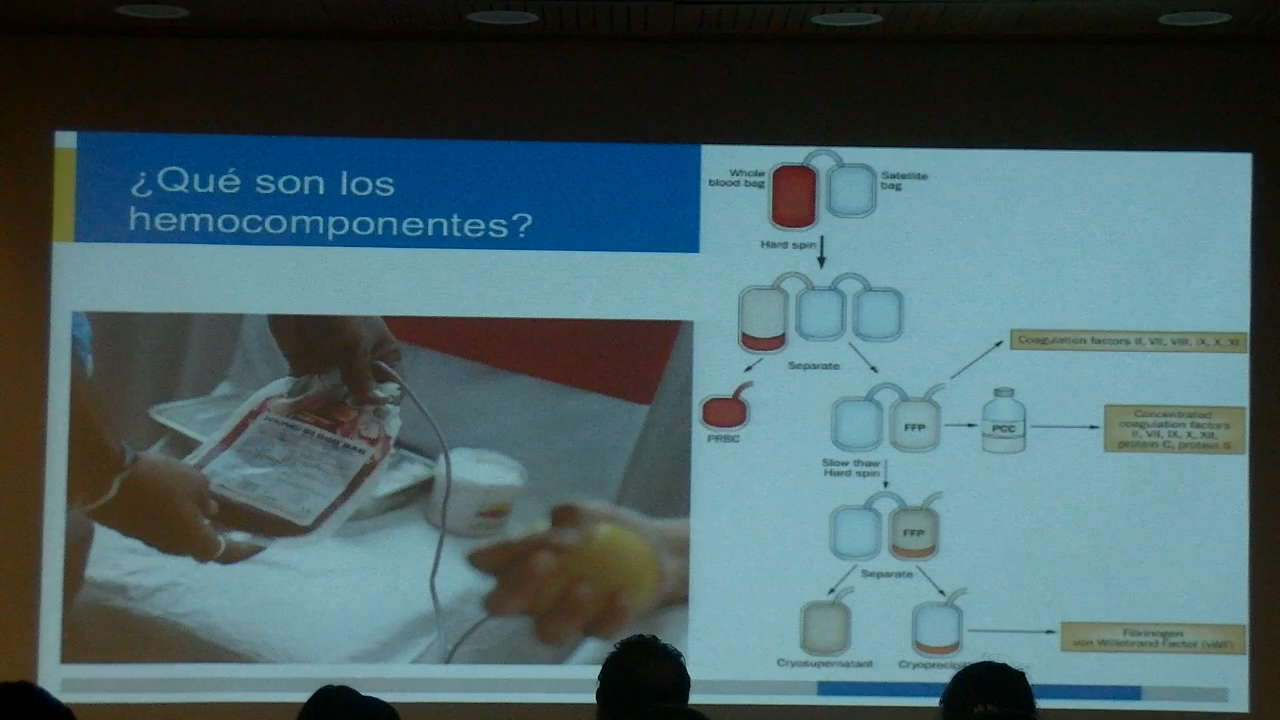 ¿Qué son los
hemocomponentes?
Whole
blood bag
Satellite
bag
Hard spin
Separate
Coagulation factors II, VII, VIII, IX, X, XI
PRBC
FFP
PCC
Concentrated
coagulation factors
II, VII, IX, X, XII,
protein C, protein S
Slow thaw
Hard spin
FFP
Separate
Cryosupernatant
Fibrinogen
von Willebrand Factor (vWF)
BLOOD BAG